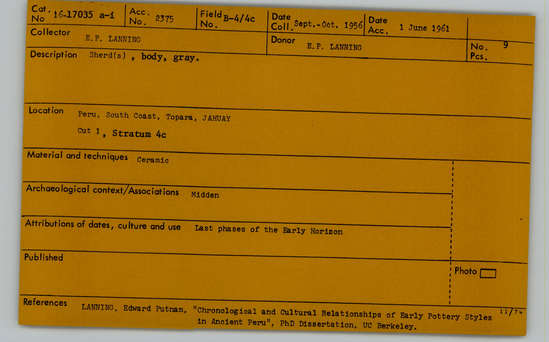 Cat. No 16-17035 a-i Acc. No. 2375 Field No. B-4/4c Date Coll. Sept.-Oct. 1956 Date Acc. 1 June 1961
Collector E.P. LANNING Donor E.P. LANNING No. Pcs. 9
Description Sherd(s), body, gray.
Location Peru, South Coast, Topara, JAHUAY
Cut 1, Stratum 4c
Material and techniques Ceramic
Archaeological context/Associations Midden
Attributions of dates, culture and use Last phases of the Early Horizon
Published Photo
References LANNING, Edward Putnam, "Chronological and Cultural Relationships of Early Pottery Styles
in Ancient Peru", PhD Dissertation, UC Berkeley.